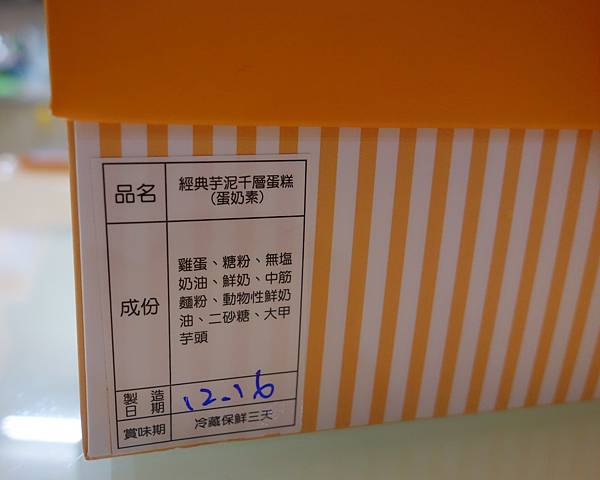 品名
經典芋泥千層蛋糕
(蛋奶素)
成份
雞蛋、糖粉、無塩
奶油、鮮奶、中筋
麵粉、動物性鮮奶
油、二砂糖、大甲
芋頭
製造
日期
12-16
賞味期
冷藏保鮮三天